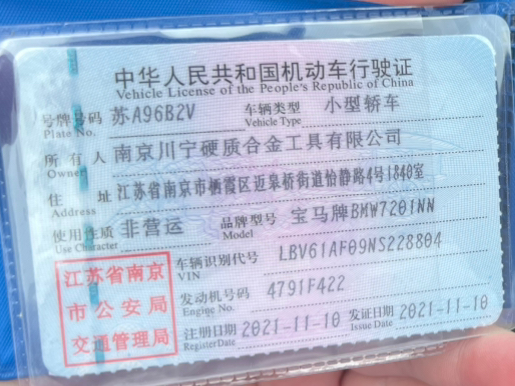 中华人民共和国机动车行驶证
Vehicle License of the People's Republic of China
号牌号码 苏A96B2V 车辆类型 小型轿车
Plate No. Vehicle Type
所有人 南京川宁硬质合金工具有限公司
Owner
住址 江苏省南京市栖霞区迈皋桥街道怡静路4号1840室
Address
使用性质 非营运 品牌型号 宝马牌BMW7201NN
Use Character Model
江苏省南京
市公安局
交通管理局
车辆识别代号 LBV61AF09NS228804
VIN
发动机号码 4791F422
Engine No.
注册日期 2021-11-10 发证日期 2021-11-10
Register Date Issue Date